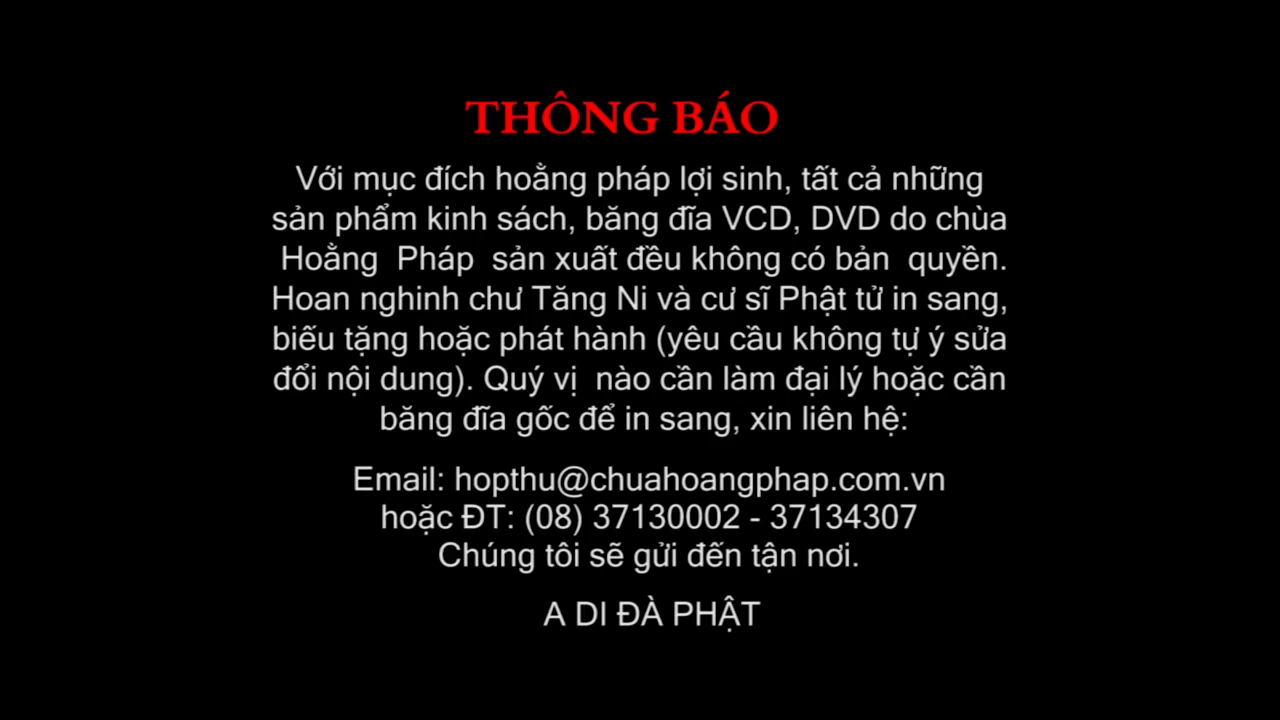 THÔNG BÁO
Với mục đích hoằng pháp lợi sinh, tất cả những
sản phẩm kinh sách, băng đĩa VCD, DVD do chùa
Hoằng Pháp sản xuất đều không có bản quyền.
Hoan nghinh chư Tăng Ni và cư sĩ Phật tử in sang,
biếu tặng hoặc phát hành (yêu cầu không tự ý sửa
đổi nội dung). Quý vị nào cần làm đại lý hoặc cần
băng đĩa gốc để in sang, xin liên hệ:
Email: hopthu@chuahoangphap.com.vn
hoặc ĐT: (08) 37130002 - 37134307
Chúng tôi sẽ gửi đến tận nơi.
A DI ĐÀ PHẬT